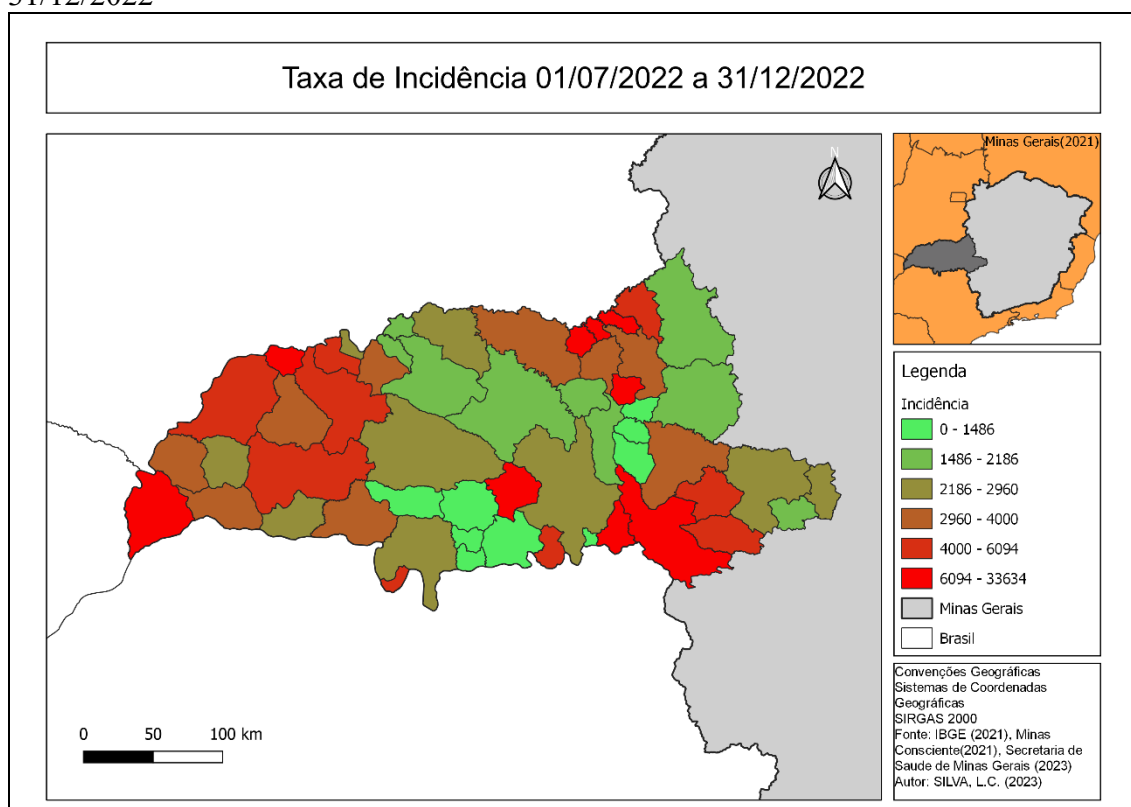 31/12/2022
Taxa de Incidência 01/07/2022 a 31/12/2022
N
Minas Gerais(2021)
Legenda
Incidência
0 - 1486
1486 - 2186
2186 - 2960
2960 - 4000
4000 - 6094
6094 - 33634
Minas Gerais
Brasil
0 50 100 km
Convenções Geográficas
Sistemas de Coordenadas
Geográficas
SIRGAS 2000
Fonte: IBGE (2021), Minas
Consciente(2021), Secretaria de
Saude de Minas Gerais (2023)
Autor: SILVA, L.C. (2023)